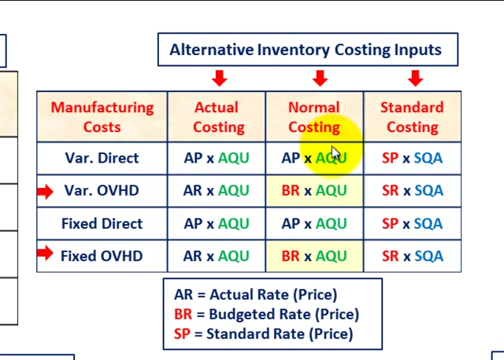 Alternative Inventory Costing Inputs
Manufacturing Costs Actual Costing Normal Costing Standard Costing
Var. Direct AP x AQU AP x AQU SP x SQA
Var. OVHD AR x AQU BR x AQU SR x SQA
Fixed Direct AP x AQU AP x AQU SP x SQA
Fixed OVHD AR x AQU BR x AQU SR x SQA
AR = Actual Rate (Price)
BR = Budgeted Rate (Price)
SP = Standard Rate (Price)